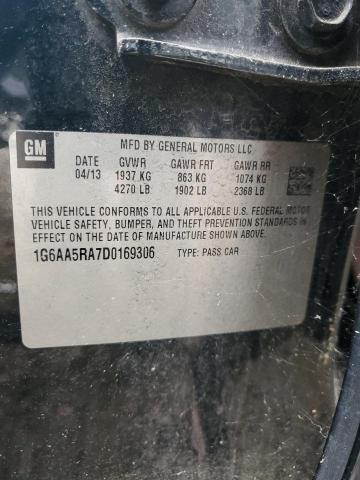 GM
MFD BY GENERAL MOTORS LLC
DATE GVWR GAWR FRT GAWR RR
04/13 1937 KG 863 KG 1074 KG
4270 LB 1902 LB 2368 LB
THIS VEHICLE CONFORMS TO ALL APPLICABLE U.S. FEDERAL MOTOR
VEHICLE SAFETY, BUMPER, AND THEFT PREVENTION STANDARDS IN
EFFECT ON THE DATE OF MANUFACTURE SHOWN ABOVE.
1G6AA5RA7D0169306 TYPE: PASS CAR